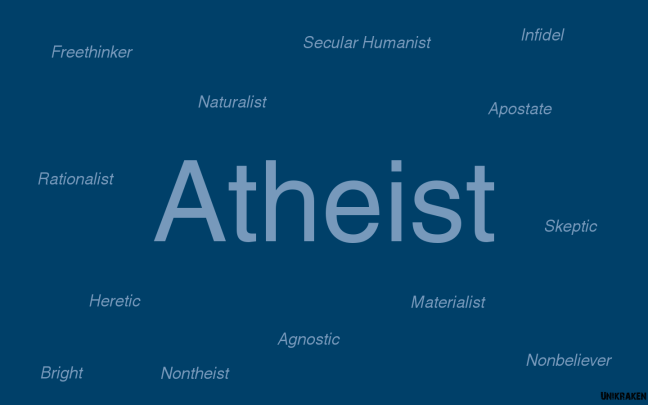 Infidel
Secular Humanist
Freethinker
Naturalist
Apostate
Rationalist
Atheist
Skeptic
Heretic
Materialist
Agnostic
Nonbeliever
Bright
Nontheist
UNIKRAKEN